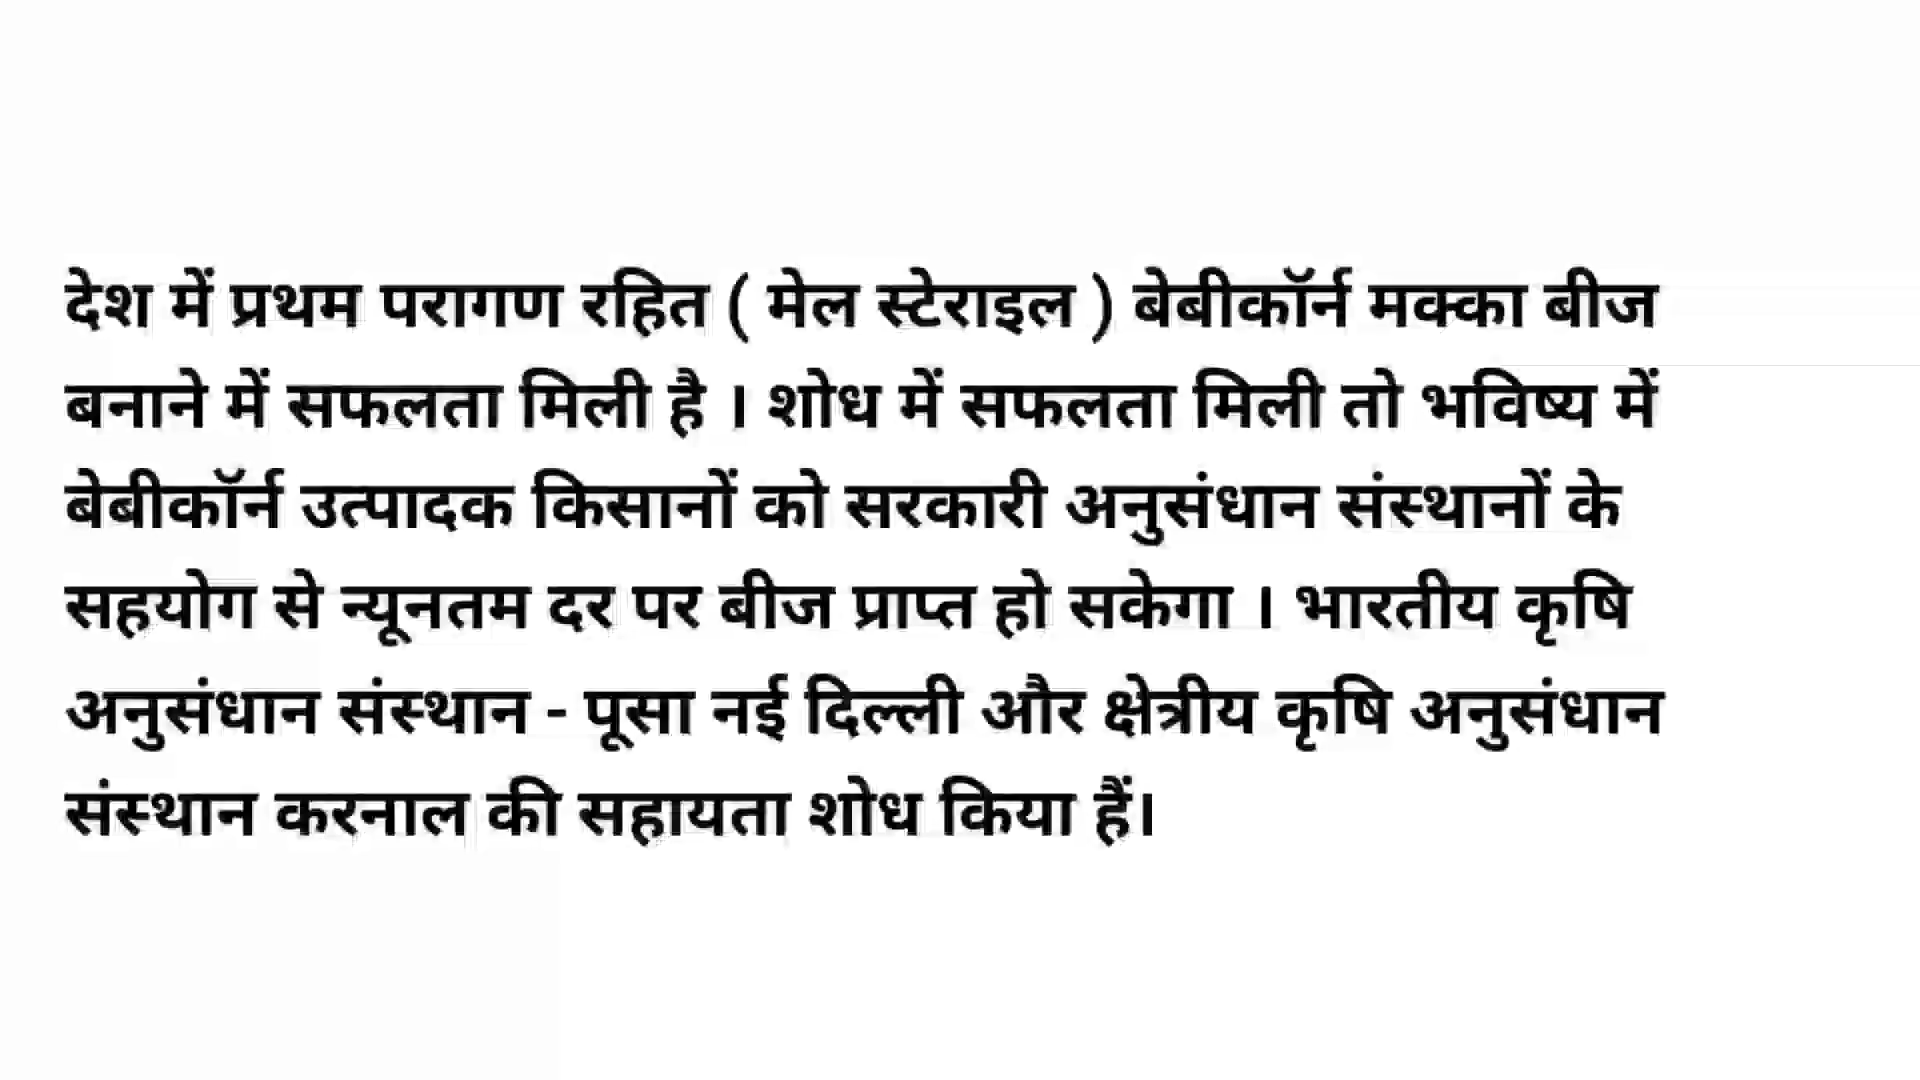 देश में प्रथम परागण रहित ( मेल स्टेराइल ) बेबीकॉर्न मक्का बीज
बनाने में सफलता मिली है । शोध में सफलता मिली तो भविष्य में
बेबीकॉर्न उत्पादक किसानों को सरकारी अनुसंधान संस्थानों के
सहयोग से न्यूनतम दर पर बीज प्राप्त हो सकेगा । भारतीय कृषि
अनुसंधान संस्थान - पूसा नई दिल्ली और क्षेत्रीय कृषि अनुसंधान
संस्थान करनाल की सहायता शोध किया हैं।